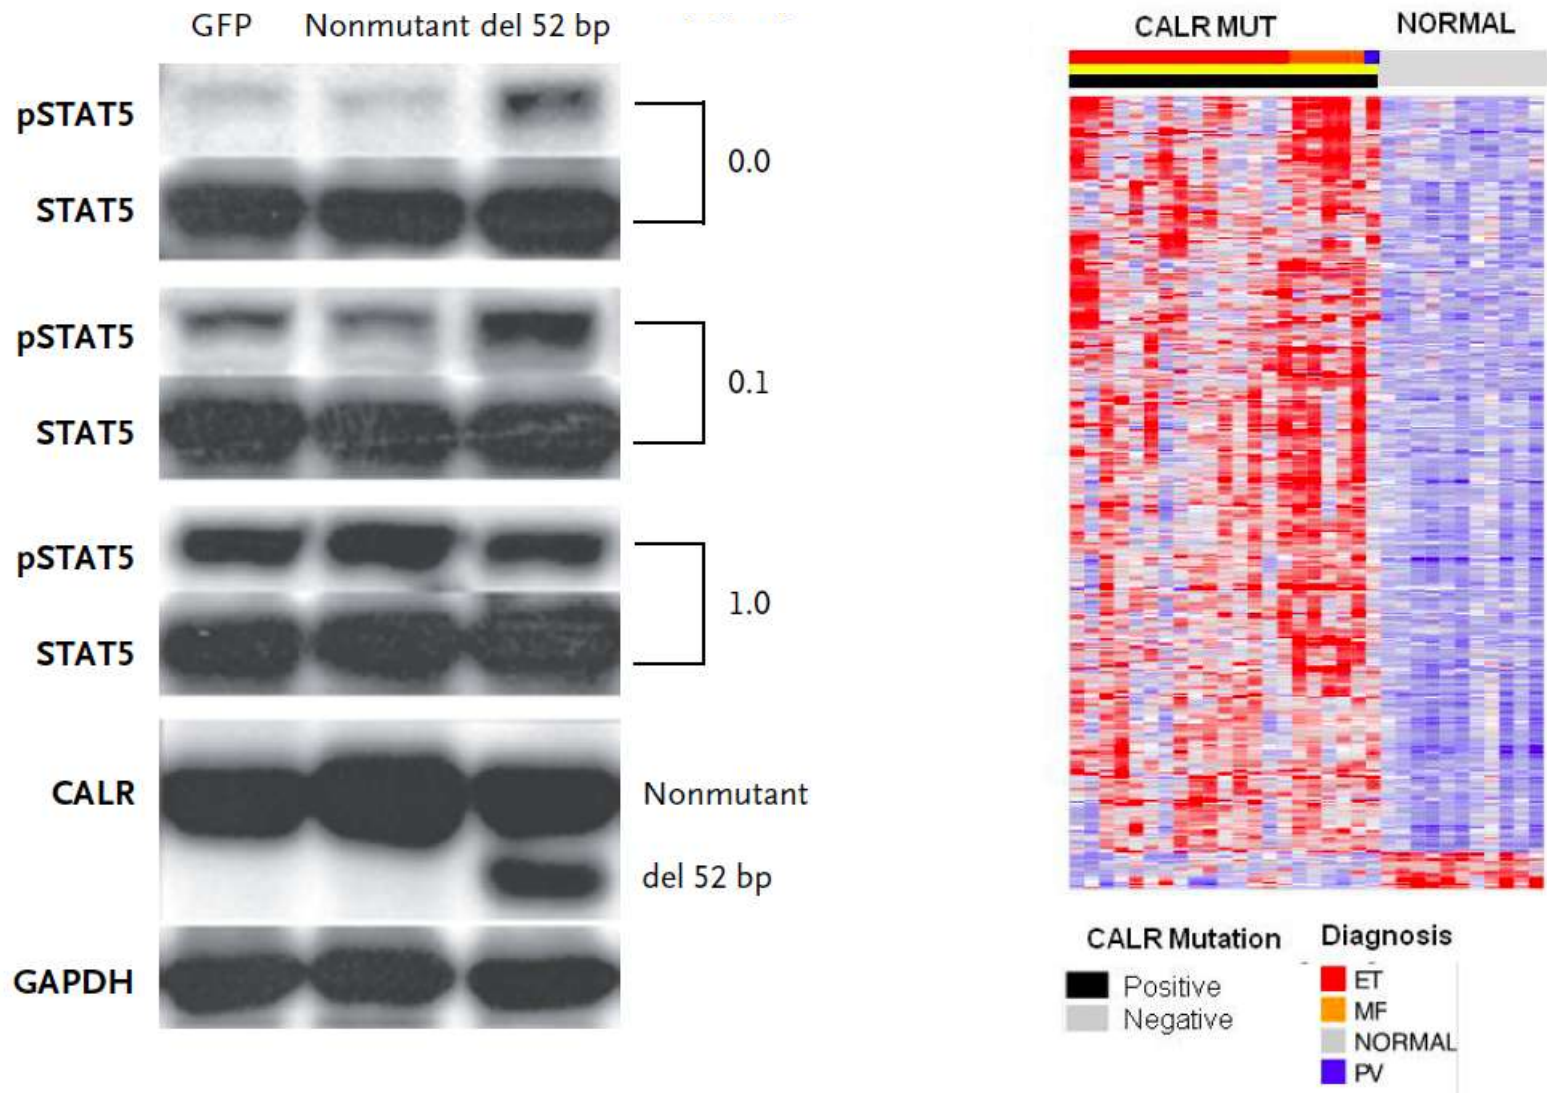 GFP Nonmutant del 52 bp
pSTAT5
STAT5
0.0
pSTAT5
STAT5
0.1
pSTAT5
STAT5
1.0
CALR
Nonmutant
del 52 bp
GAPDH
CALR MUT NORMAL
CALR Mutation
Positive
Negative
Diagnosis
ET
MF
NORMAL
PV